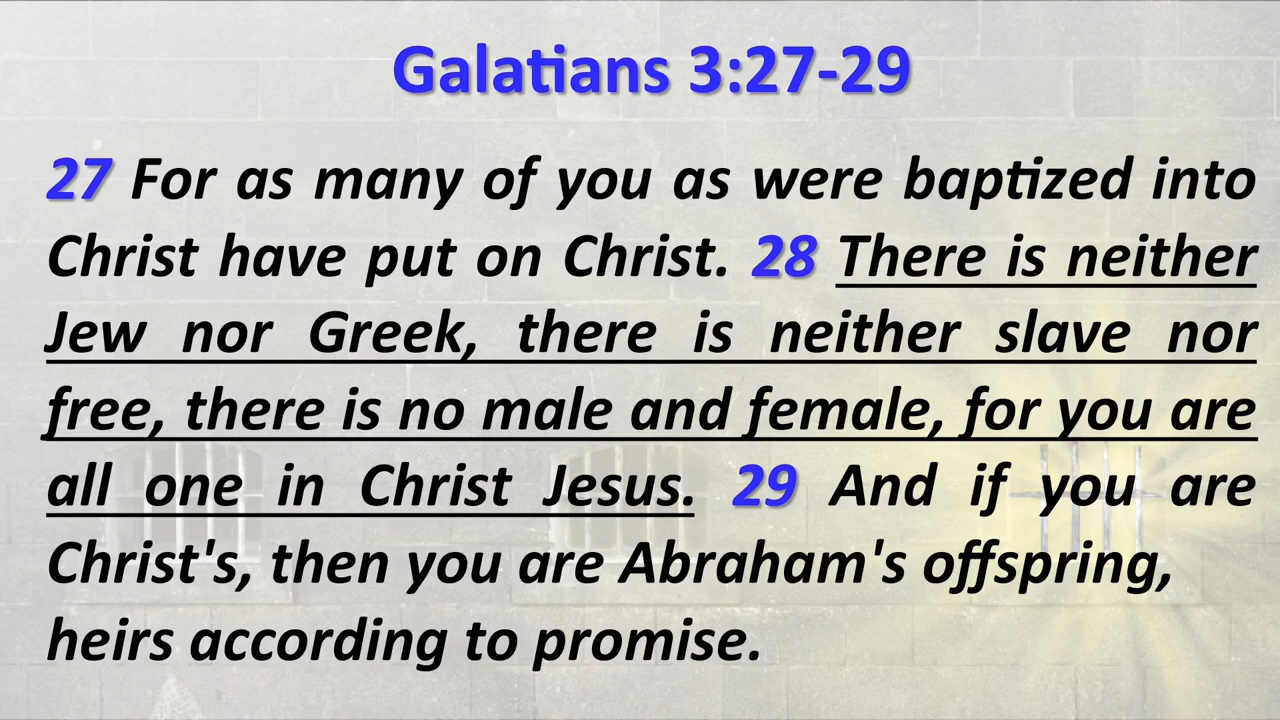 Galatians 3:27-29
27 For as many of you as were baptized into
Christ have put on Christ. 28 There is neither
Jew nor Greek, there is neither slave nor
free, there is no male and female, for you are
all one in Christ Jesus. 29 And if you are
Christ's, then you are Abraham's offspring,
heirs according to promise.